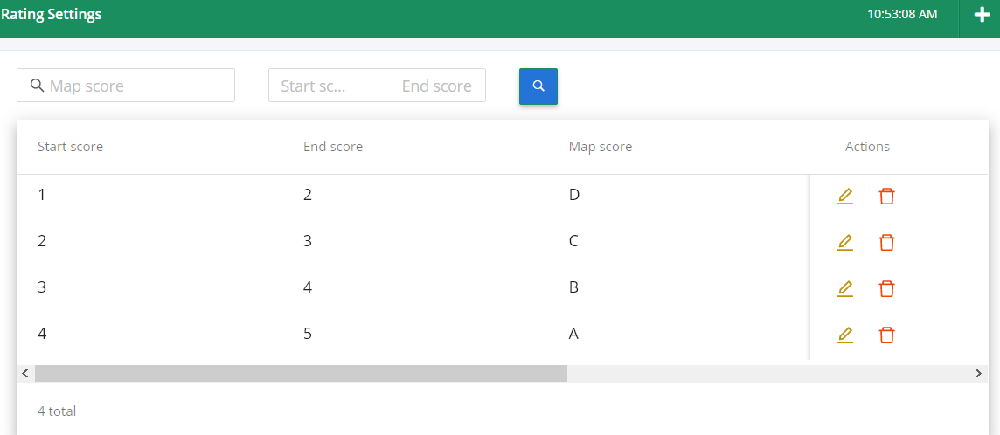 Rating Settings 10:53:08 AM
Map score Start sc... End score
Start score End score Map score Actions
1 2 D
2 3 C
3 4 B
4 5 A
4 total